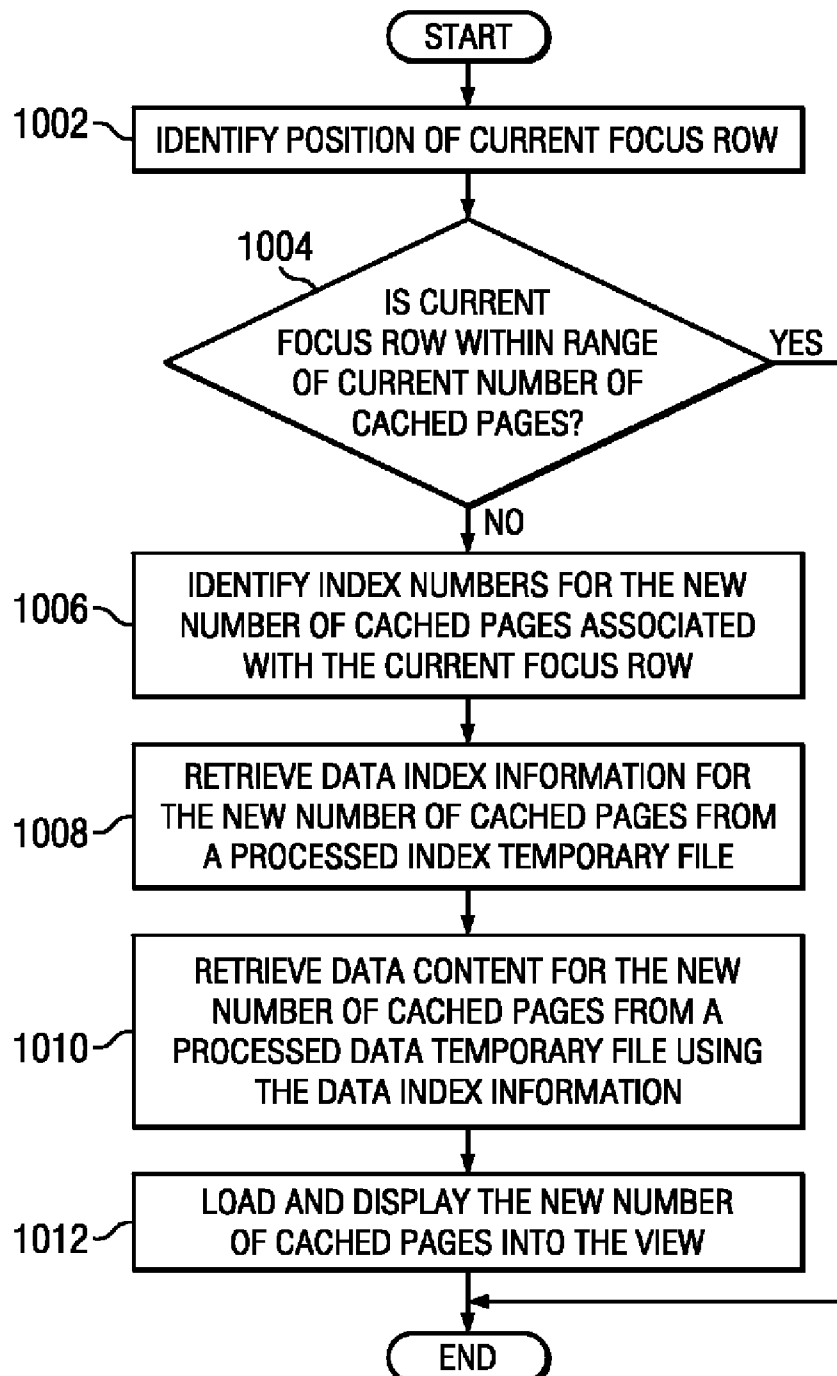 START
1002
IDENTIFY POSITION OF CURRENT FOCUS ROW
1004
IS CURRENT
FOCUS ROW WITHIN RANGE
OF CURRENT NUMBER OF
CACHED PAGES?
YES
NO
1006
IDENTIFY INDEX NUMBERS FOR THE NEW
NUMBER OF CACHED PAGES ASSOCIATED
WITH THE CURRENT FOCUS ROW
1008
RETRIEVE DATA INDEX INFORMATION FOR
THE NEW NUMBER OF CACHED PAGES FROM
A PROCESSED INDEX TEMPORARY FILE
1010
RETRIEVE DATA CONTENT FOR THE NEW
NUMBER OF CACHED PAGES FROM A
PROCESSED DATA TEMPORARY FILE USING
THE DATA INDEX INFORMATION
1012
LOAD AND DISPLAY THE NEW NUMBER
OF CACHED PAGES INTO THE VIEW
END